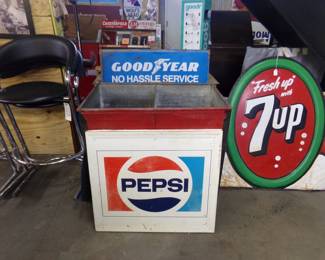 GOODYEAR
NO HASSLE SERVICE
"Fresh up"
with
7up
PEPSI